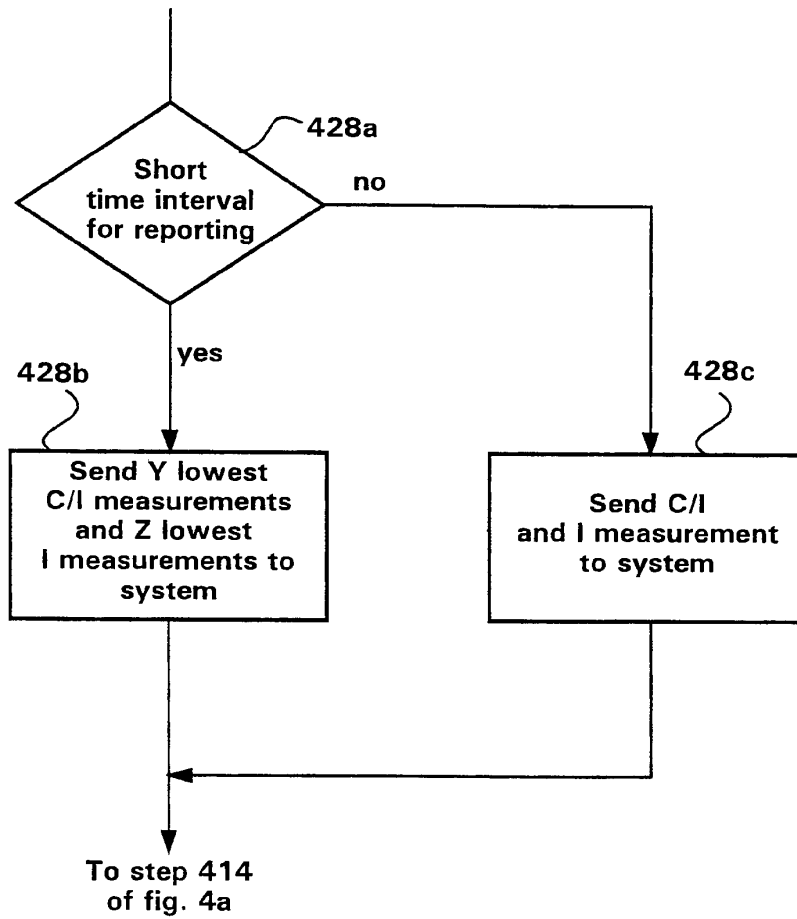 428a
Short
time interval
for reporting
no
yes
428b
428c
Send Y lowest
C/I measurements
and Z lowest
I measurements to
system
Send C/I
and I measurement
to system
To step 414
of fig. 4a